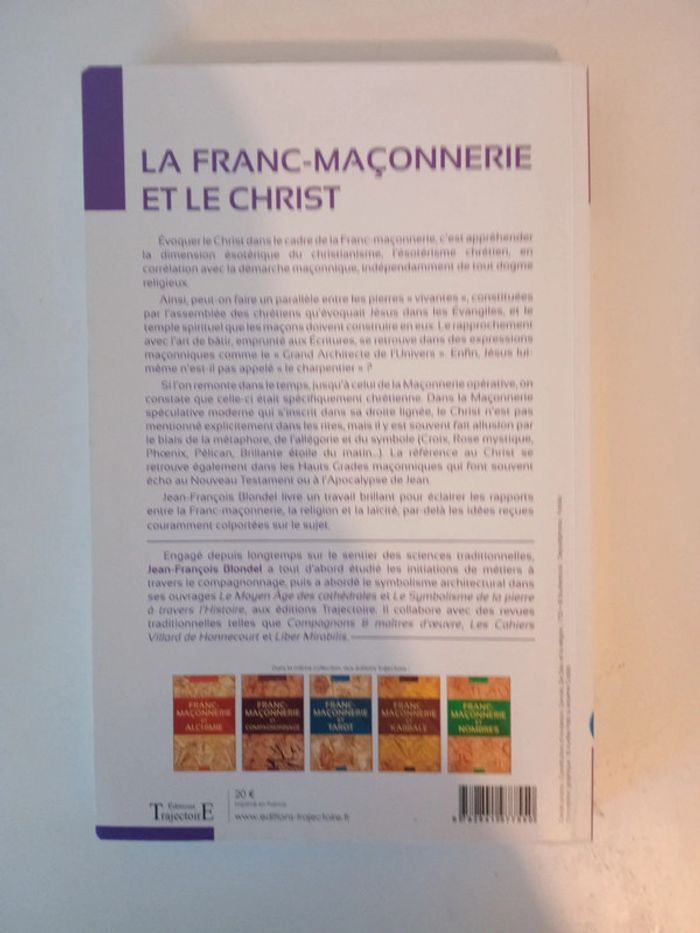 LA FRANC-MAÇONNERIE
ET LE CHRIST
Évoquer le Christ dans le cadre de la Franc-maçonnerie, c'est appréhender
la dimension ésotérique du christianisme, l'ésotérisme chrétien, en
corrélation avec la démarche maçonnique, indépendamment de tout dogme
religieux.
Ainsi, peut-on faire un parallèle entre les pierres « vivantes », constituées
par l'assemblée des chrétiens qu'évoquait Jésus dans les Évangiles, et le
temple spirituel que les maçons doivent construire en eux. Le rapprochement
avec l'art de bâtir, emprunté aux Écritures, se retrouve dans des expressions
maçonniques comme le « Grand Architecte de l'Univers ». Enfin, Jésus lui-
même n'est-il pas appelé « le charpentier » ?
Si l'on remonte dans le temps, jusqu'à celui de la Maçonnerie opérative, on
constate que celle-ci était spécifiquement chrétienne. Dans la Maçonnerie
spéculative moderne qui s'inscrit dans sa droite lignée, le Christ n'est pas
mentionné explicitement dans les rites, mais il y est souvent fait allusion par
le biais de la métaphore, de l'allégorie et du symbole (Croix, Rose mystique,
Phœnix, Pélican, Brillante étoile du matin...). La référence au Christ se
retrouve également dans les Hauts Grades maçonniques qui font souvent
écho au Nouveau Testament ou à l'Apocalypse de Jean.
Jean-François Blondel livre un travail brillant pour éclairer les rapports
entre la Franc-maçonnerie, la religion et la laïcité, par-delà les idées reçues
couramment colportées sur le sujet.
Engagé depuis longtemps sur le sentier des sciences traditionnelles,
Jean-François Blondel a tout d'abord étudié les initiations de métiers à
travers le compagnonnage, puis a abordé le symbolisme architectural dans
ses ouvrages Le Moyen Âge des cathédrales et Le Symbolisme de la pierre
à travers l'Histoire, aux éditions Trajectoire. Il collabore avec des revues
traditionnelles telles que Compagnons & maîtres d'œuvre, Les Cahiers
Villard de Honnecourt et Liber Mirabilis.
Dans la même collection, aux éditions Trajectoire :
FRANC-
MAÇONNERIE
ET
ALCHIMIE
FRANC-
MAÇONNERIE
ET
COMPAGNONNAGE
FRANC-
MAÇONNERIE
ET
TAROT
FRANC-
MAÇONNERIE
ET
KABBALE
FRANC-
MAÇONNERIE
ET
NOMBRES
Éditions
TrajectoirE
20 €
Imprimé en France
www.editions-trajectoire.fr